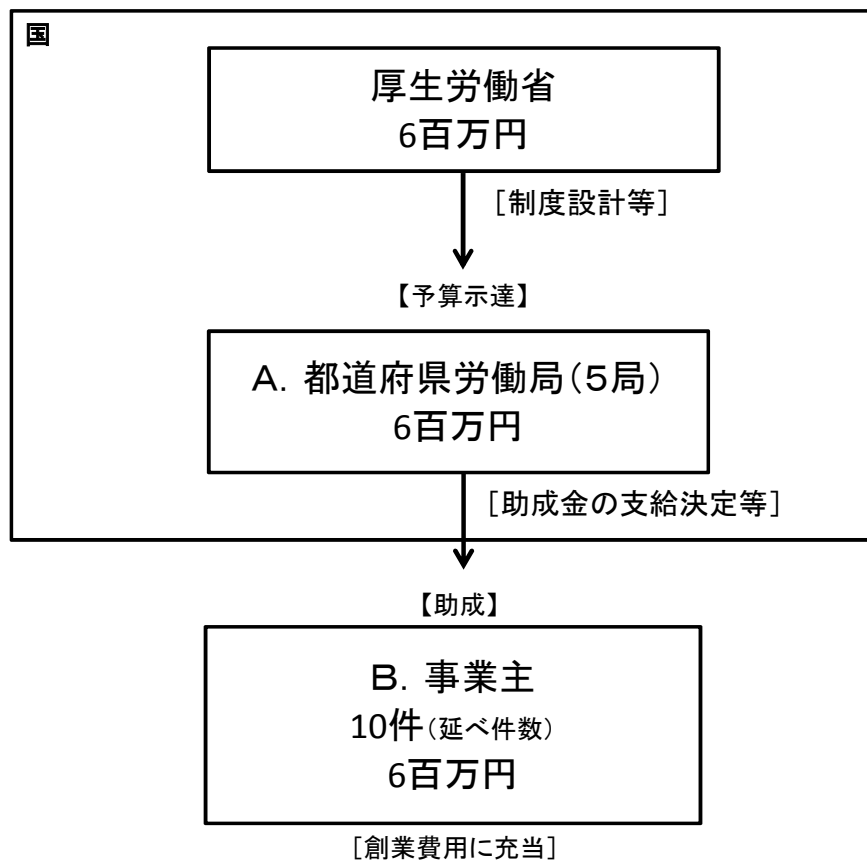 国
厚生労働省
6百万円
［制度設計等］
【予算示達】
A．都道府県労働局（５局）
6百万円
［助成金の支給決定等］
【助成】
B．事業主
10件（延べ件数）
6百万円
［創業費用に充当］